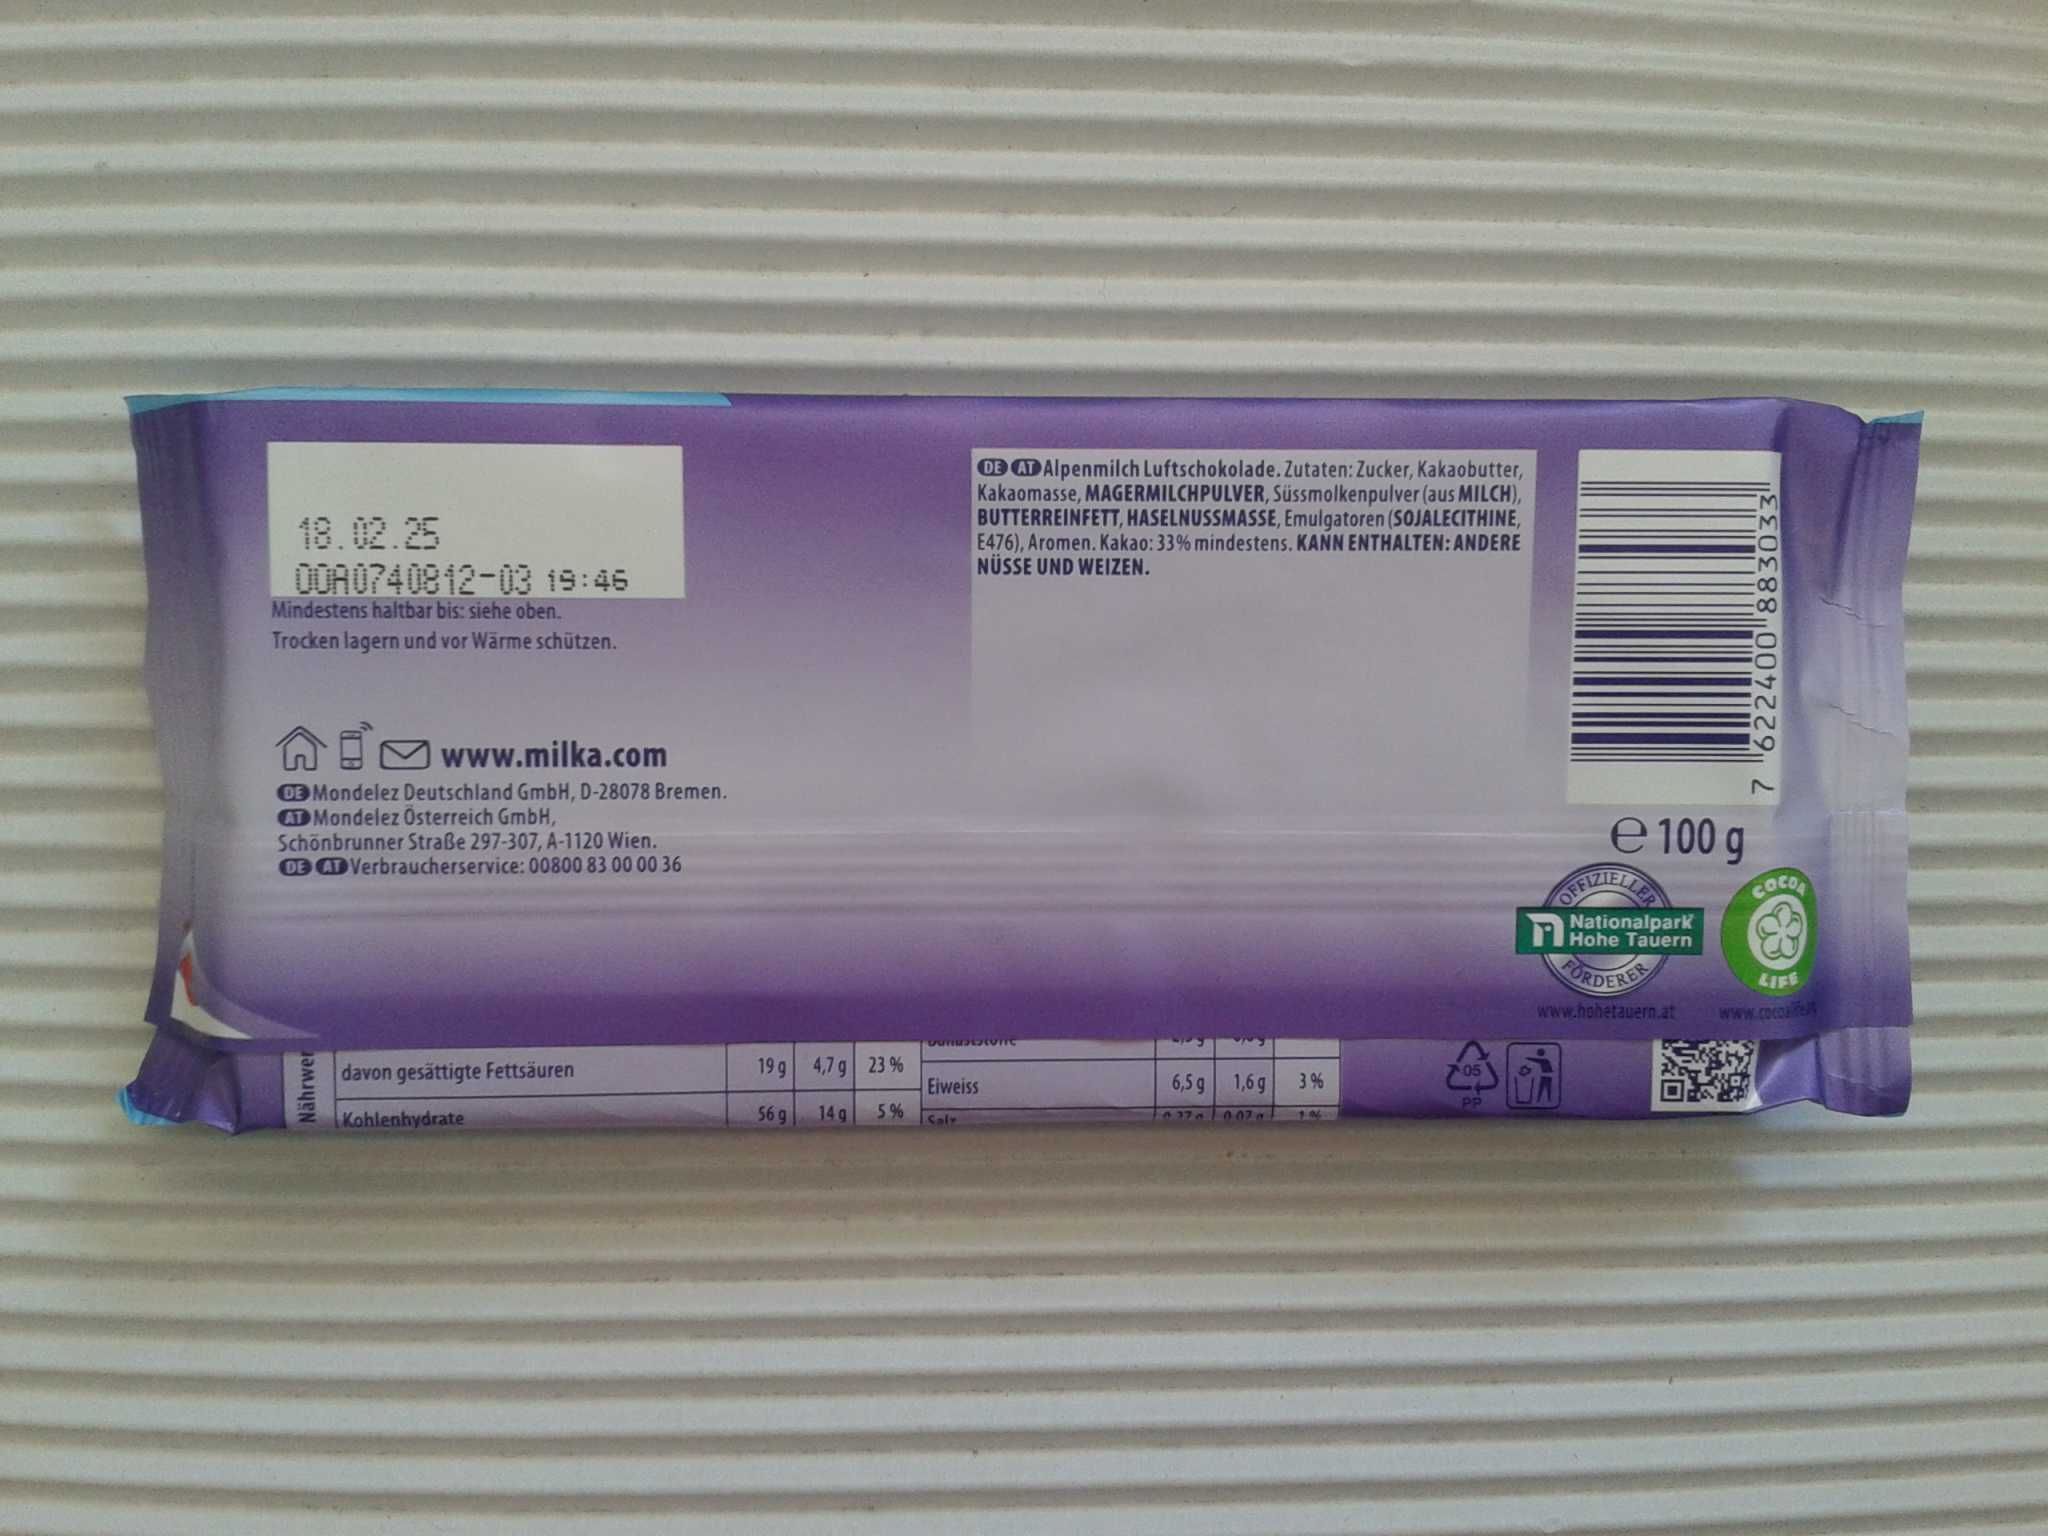 18.02.25
OOA0740812-03 19:46
Mindestens haltbar bis: siehe oben.
Trocken lagern und vor Wärme schützen.
www.milka.com
DE Mondelez Deutschland GmbH, D-28078 Bremen.
AT Mondelez Österreich GmbH,
Schönbrunner Straße 297-307, A-1120 Wien.
DE AT Verbraucherservice: 00800 83 00 00 36
DE AT Alpenmilch Luftschokolade. Zutaten: Zucker, Kakaobutter,
Kakaomasse, MAGERMILCHPULVER, Süssmolkenpulver (aus MILCH),
BUTTERREINFETT, HASELNUSSMASSE, Emulgatoren (SOJALECITHINE,
E476), Aromen. Kakao: 33% mindestens. KANN ENTHALTEN: ANDERE
NÜSSE UND WEIZEN.
7 622400 883033
e 100 g
OFFIZIELLER
Nationalpark
Hohe Tauern
FÖRDERER
www.hohetauern.at
COCOA
LIFE
davon gesättigte Fettsäuren 19 g 4,7 g 23 %
Kohlenhydrate 56 g 14 g 5 %
Eiweiss 6,5 g 1,6 g 3 %
Salz
05
PP